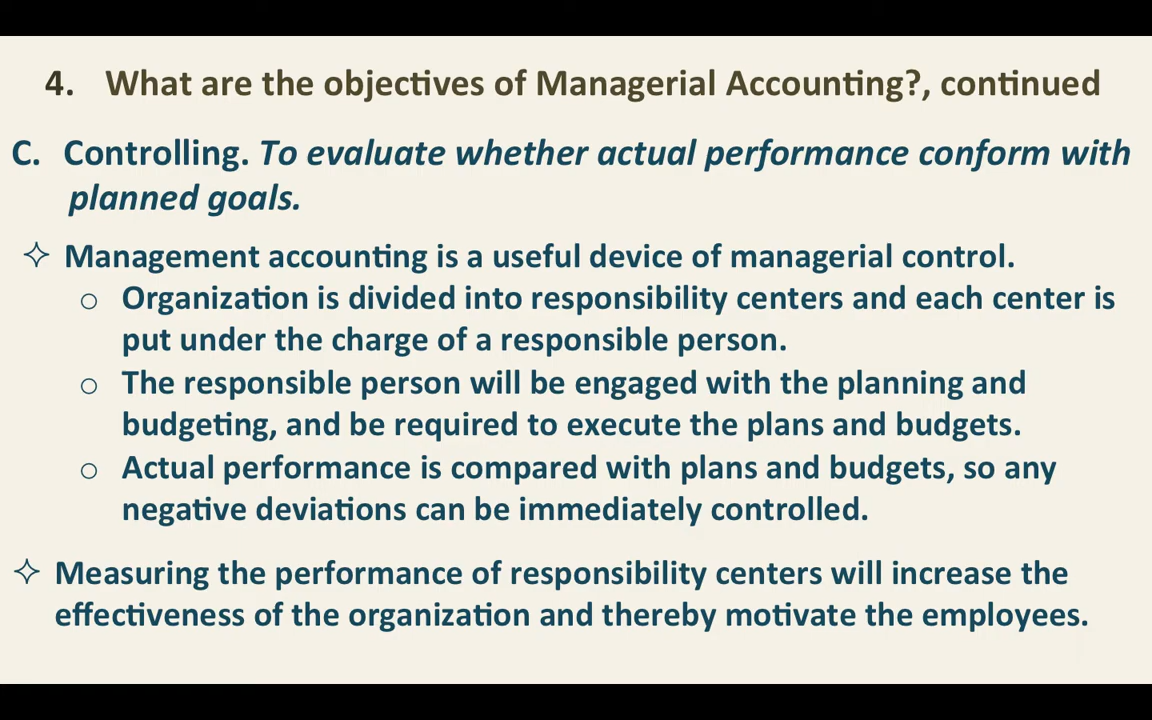 4. What are the objectives of Managerial Accounting?, continued
C. Controlling. To evaluate whether actual performance conform with
planned goals.
✧ Management accounting is a useful device of managerial control.
○ Organization is divided into responsibility centers and each center is
put under the charge of a responsible person.
○ The responsible person will be engaged with the planning and
budgeting, and be required to execute the plans and budgets.
○ Actual performance is compared with plans and budgets, so any
negative deviations can be immediately controlled.
✧ Measuring the performance of responsibility centers will increase the
effectiveness of the organization and thereby motivate the employees.